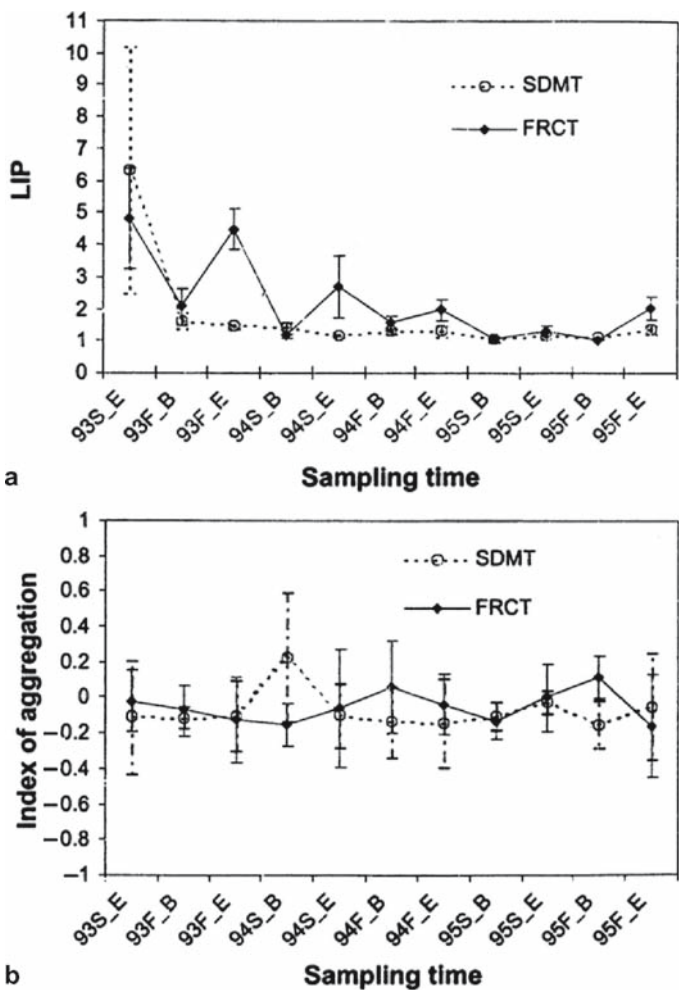 11
10
9
8
7
6
5
4
3
2
1
0
LIP
SDMT
FRCT
93S_E
93F_B
93F_E
94S_B
94S_E
94F_B
94F_E
95S_B
95S_E
95F_B
95F_E
a
Sampling time
1
0.8
0.6
0.4
0.2
0
−0.2
−0.4
−0.6
−0.8
−1
Index of aggregation
SDMT
FRCT
93S_E
93F_B
93F_E
94S_B
94S_E
94F_B
94F_E
95S_B
95S_E
95F_B
95F_E
b
Sampling time